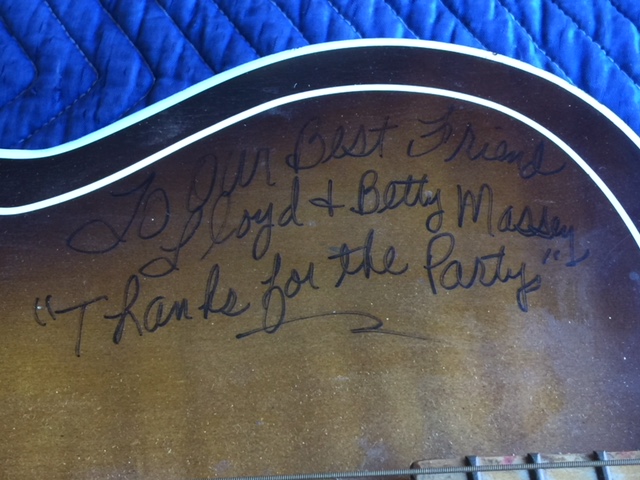 To Our Best Friend
Lloyd + Betty Massey
"Thanks for the Party"